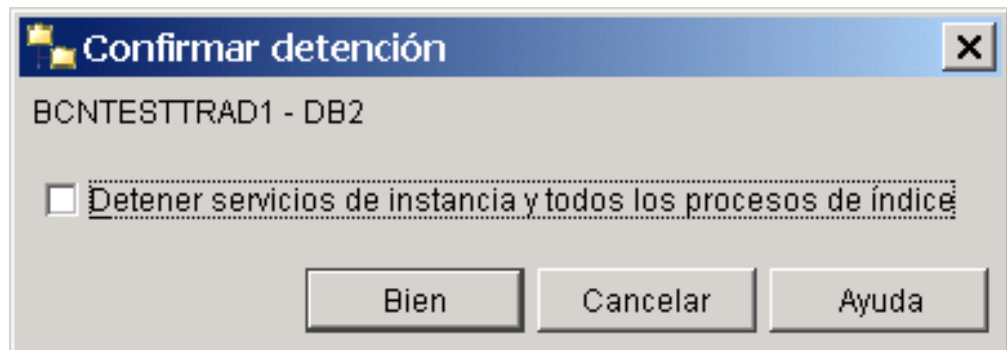 Confirmar detención
BCNTESTTRAD1 - DB2
Detener servicios de instancia y todos los procesos de índice
Bien Cancelar Ayuda